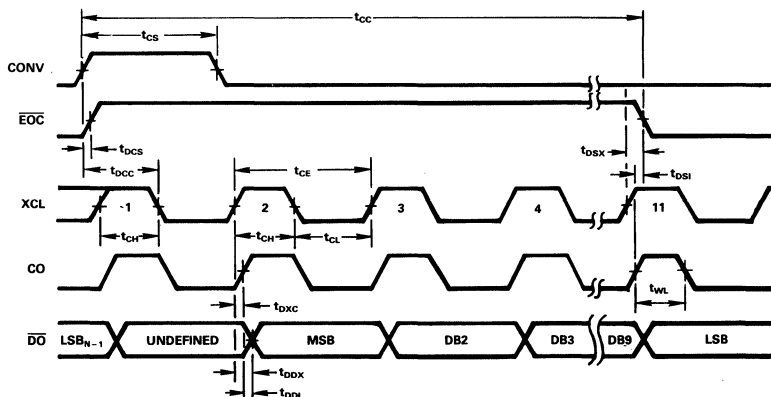 tCC
tCS
CONV
EOC
tDCS
tDCC
tCE
tDSX
tDSI
XCL
1
2
3
4
11
tCH
tCH
tCL
CO
tDXC
tWL
DO
LSBN-1
UNDEFINED
MSB
DB2
DB3
DB9
LSB
tDDX
tDDI